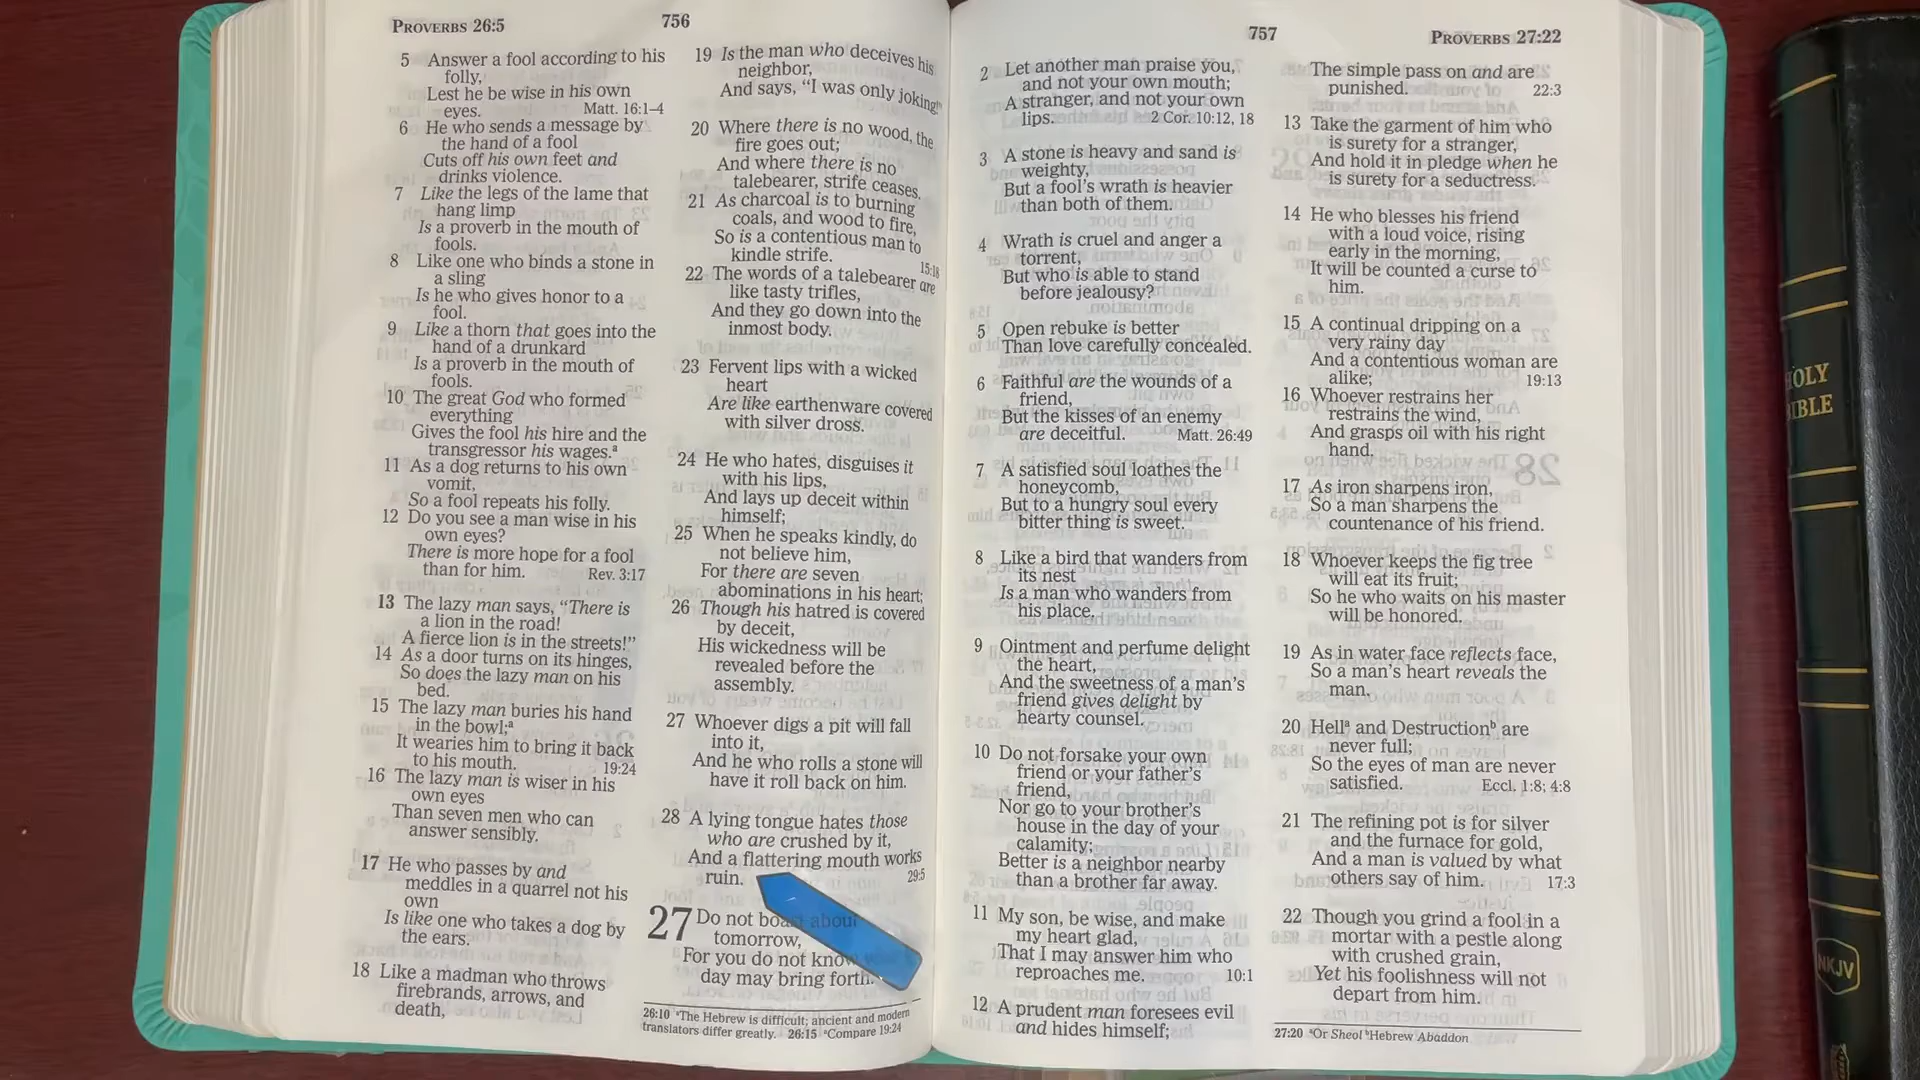 PROVERBS 26:5
756
5 Answer a fool according to his
folly,
Lest he be wise in his own
eyes. Matt. 16:1–4
6 He who sends a message by
the hand of a fool
Cuts off his own feet and
drinks violence.
7 Like the legs of the lame that
hang limp
Is a proverb in the mouth of
fools.
8 Like one who binds a stone in
a sling
Is he who gives honor to a
fool.
9 Like a thorn that goes into the
hand of a drunkard
Is a proverb in the mouth of
fools.
10 The great God who formed
everything
Gives the fool his hire and the
transgressor his wages.ª
11 As a dog returns to his own
vomit,
So a fool repeats his folly.
12 Do you see a man wise in his
own eyes?
There is more hope for a fool
than for him. Rev. 3:17
13 The lazy man says, “There is
a lion in the road!
A fierce lion is in the streets!”
14 As a door turns on its hinges,
So does the lazy man on his
bed.
15 The lazy man buries his hand
in the bowl;ª
It wearies him to bring it back
to his mouth. 19:24
16 The lazy man is wiser in his
own eyes
Than seven men who can
answer sensibly.
17 He who passes by and
meddles in a quarrel not his
own
Is like one who takes a dog by
the ears.
18 Like a madman who throws
firebrands, arrows, and
death,
19 Is the man who deceives his
neighbor,
And says, “I was only joking!”
20 Where there is no wood, the
fire goes out;
And where there is no
talebearer, strife ceases.
21 As charcoal is to burning
coals, and wood to fire,
So is a contentious man to
kindle strife. 15:18
22 The words of a talebearer are
like tasty trifles,
And they go down into the
inmost body.
23 Fervent lips with a wicked
heart
Are like earthenware covered
with silver dross.
24 He who hates, disguises it
with his lips,
And lays up deceit within
himself;
25 When he speaks kindly, do
not believe him,
For there are seven
abominations in his heart;
26 Though his hatred is covered
by deceit,
His wickedness will be
revealed before the
assembly.
27 Whoever digs a pit will fall
into it,
And he who rolls a stone will
have it roll back on him.
28 A lying tongue hates those
who are crushed by it,
And a flattering mouth works
ruin. 29:5
27 Do not boast about
tomorrow,
For you do not know
day may bring forth.
26:10 ªThe Hebrew is difficult; ancient and modern
translators differ greatly. 26:15 ªCompare 19:24
757
PROVERBS 27:22
2 Let another man praise you,
and not your own mouth;
A stranger, and not your own
lips. 2 Cor. 10:12, 18
3 A stone is heavy and sand is
weighty,
But a fool’s wrath is heavier
than both of them.
4 Wrath is cruel and anger a
torrent,
But who is able to stand
before jealousy?
5 Open rebuke is better
Than love carefully concealed.
6 Faithful are the wounds of a
friend,
But the kisses of an enemy
are deceitful. Matt. 26:49
7 A satisfied soul loathes the
honeycomb,
But to a hungry soul every
bitter thing is sweet.
8 Like a bird that wanders from
its nest
Is a man who wanders from
his place.
9 Ointment and perfume delight
the heart,
And the sweetness of a man’s
friend gives delight by
hearty counsel.
10 Do not forsake your own
friend or your father’s
friend,
Nor go to your brother’s
house in the day of your
calamity;
Better is a neighbor nearby
than a brother far away.
11 My son, be wise, and make
my heart glad,
That I may answer him who
reproaches me. 10:1
12 A prudent man foresees evil
and hides himself;
The simple pass on and are
punished. 22:3
13 Take the garment of him who
is surety for a stranger,
And hold it in pledge when he
is surety for a seductress.
14 He who blesses his friend
with a loud voice, rising
early in the morning,
It will be counted a curse to
him.
15 A continual dripping on a
very rainy day
And a contentious woman are
alike; 19:13
16 Whoever restrains her
restrains the wind,
And grasps oil with his right
hand.
17 As iron sharpens iron,
So a man sharpens the
countenance of his friend.
18 Whoever keeps the fig tree
will eat its fruit;
So he who waits on his master
will be honored.
19 As in water face reflects face,
So a man’s heart reveals the
man.
20 Hellª and Destructionᵇ are
never full;
So the eyes of man are never
satisfied. Eccl. 1:8; 4:8
21 The refining pot is for silver
and the furnace for gold,
And a man is valued by what
others say of him. 17:3
22 Though you grind a fool in a
mortar with a pestle along
with crushed grain,
Yet his foolishness will not
depart from him.
27:20 ªOr Sheol ᵇHebrew Abaddon
HOLY
BIBLE
NKJV